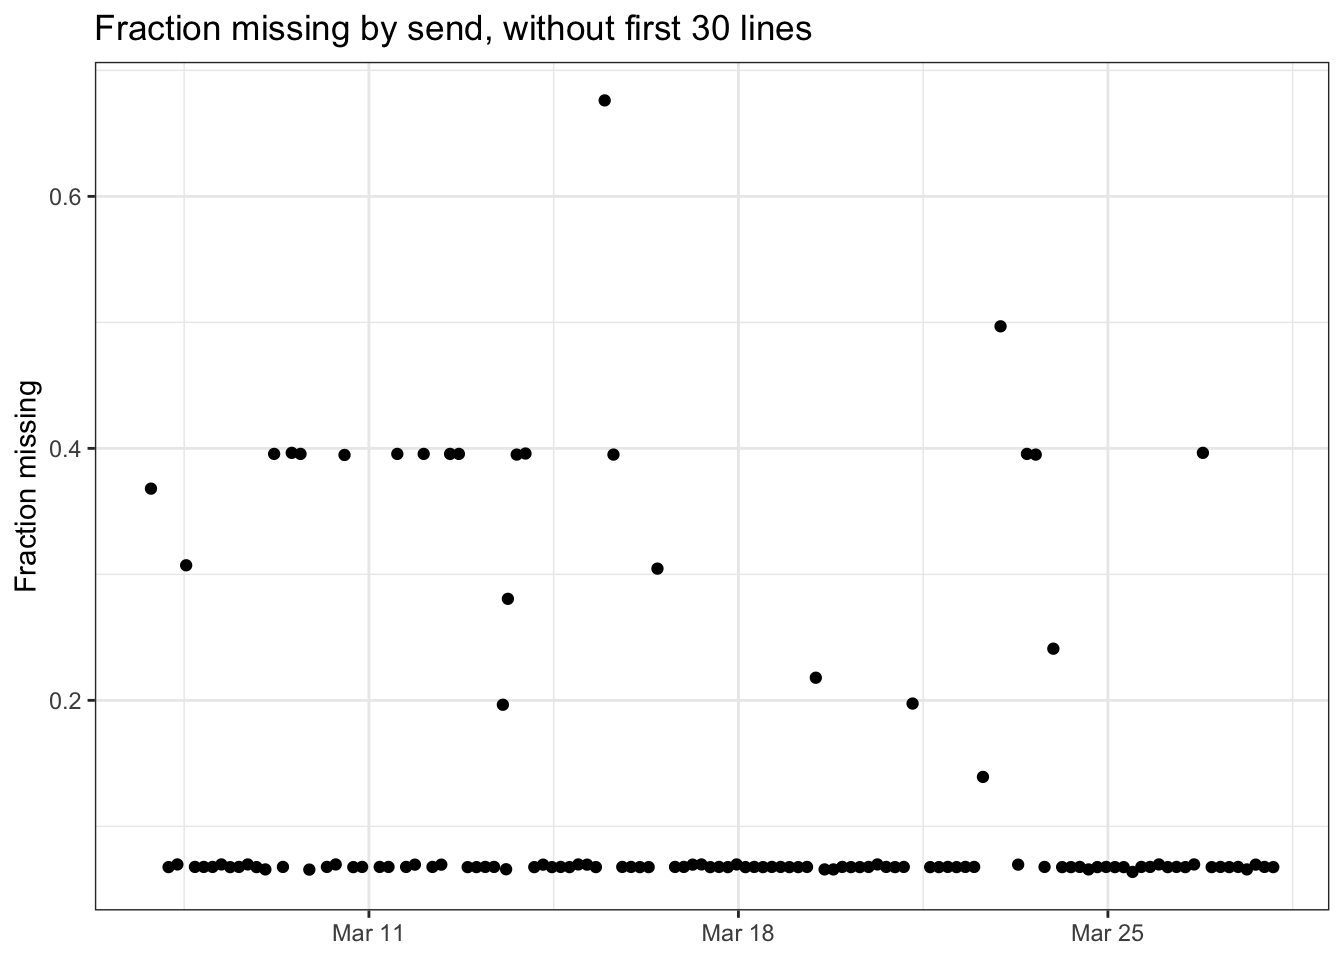 Fraction missing by send, without first 30 lines
Fraction missing
0.6
0.4
0.2
Mar 11
Mar 18
Mar 25